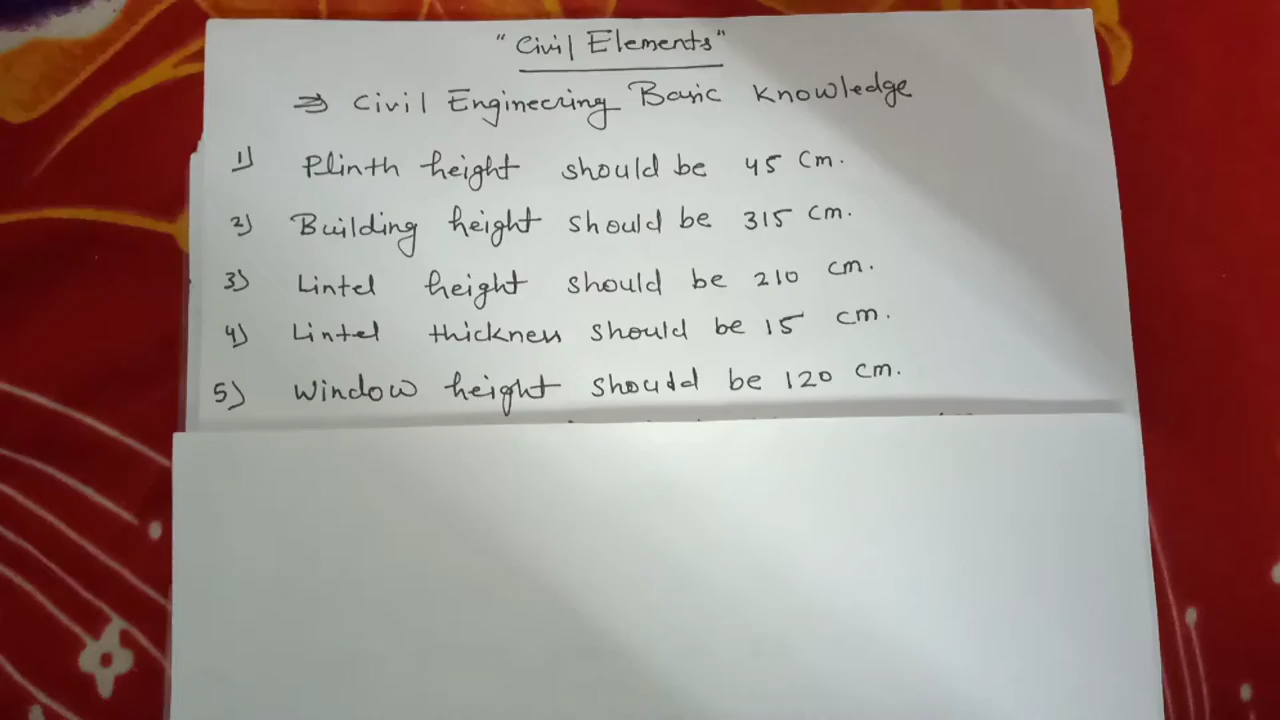 "Civil Elements"
⇒ Civil Engineering Basic Knowledge
1) Plinth height should be 45 Cm.
2) Building height should be 315 cm.
3) Lintel height should be 210 cm.
4) Lintel thickness should be 15 cm.
5) Window height should be 120 cm.